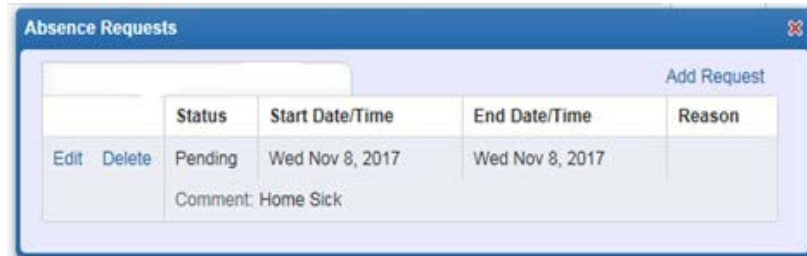 Absence Requests
Add Request
Status Start Date/Time End Date/Time Reason
Edit Delete Pending Wed Nov 8, 2017 Wed Nov 8, 2017
Comment: Home Sick